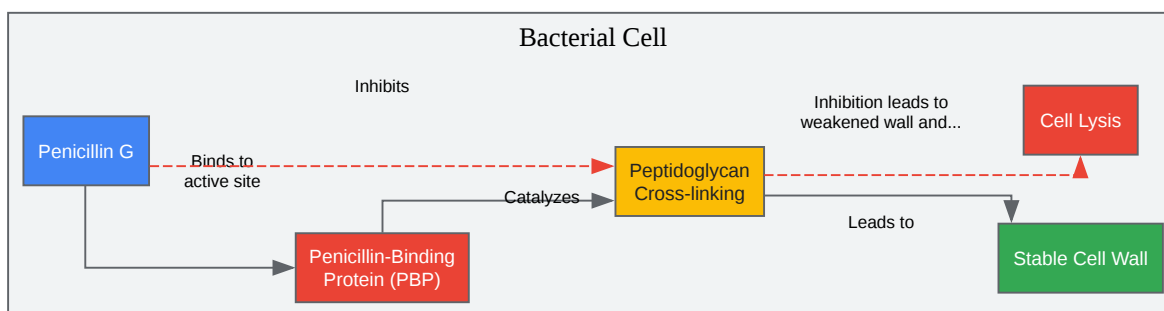 Bacterial Cell
Inhibits
Inhibition leads to
weakened wall and...
Cell Lysis
Penicillin G
Binds to
active site
Peptidoglycan
Cross-linking
Catalyzes
Leads to
Penicillin-Binding
Protein (PBP)
Stable Cell Wall